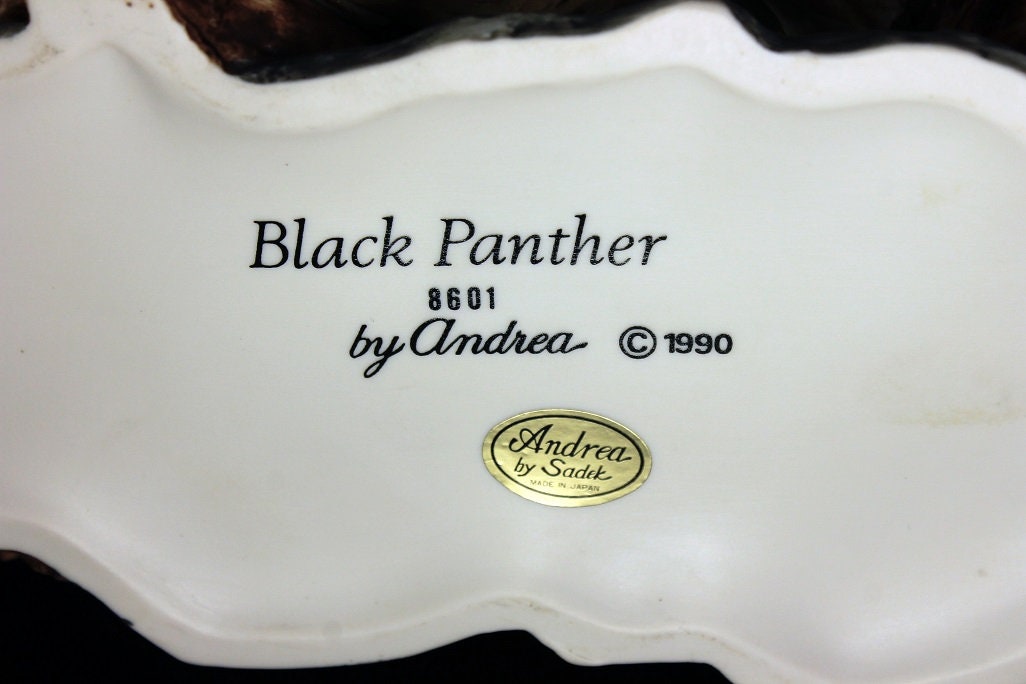 Black Panther
8601
by Andrea © 1990
Andrea
by Sadek
MADE IN JAPAN